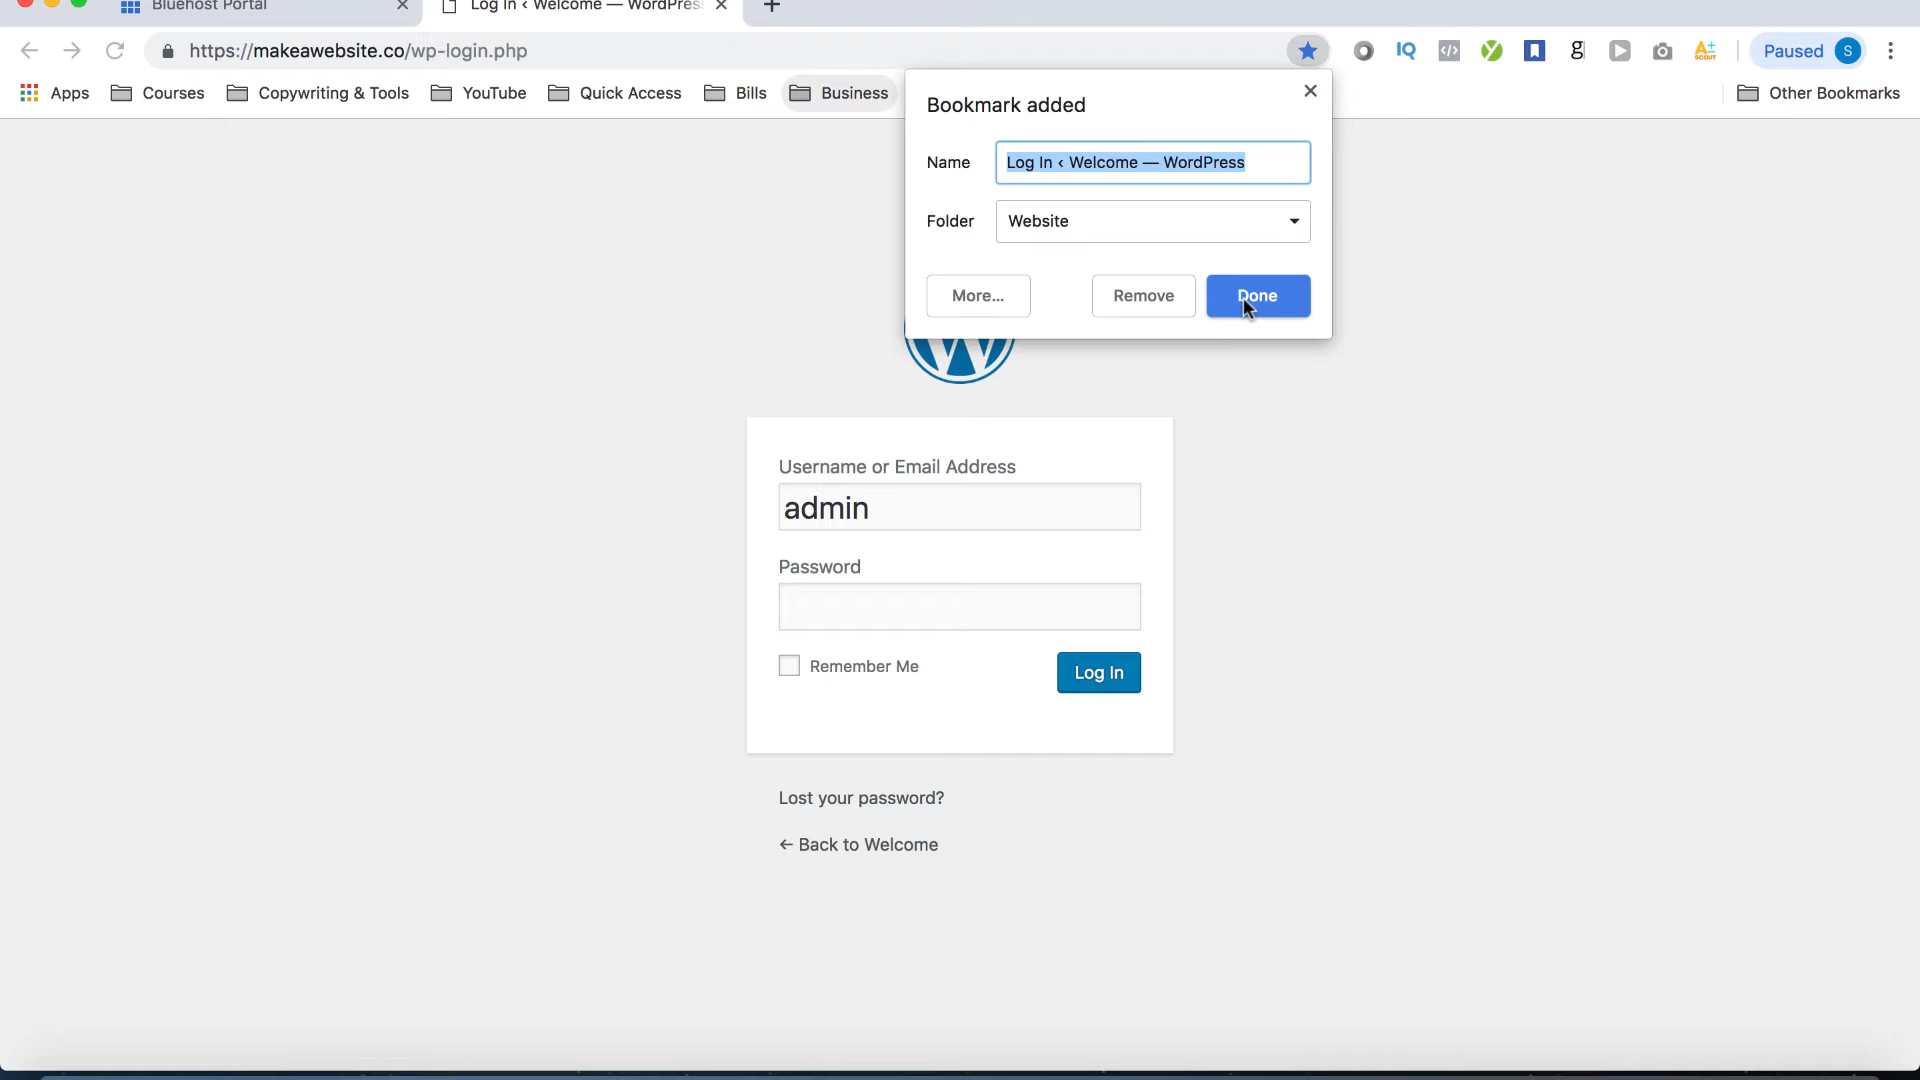 Bluehost Portal
Log In ‹ Welcome — WordPres
https://makeawebsite.co/wp-login.php
IQ
g
Paused
S
Apps
Courses
Copywriting & Tools
YouTube
Quick Access
Bills
Business
Other Bookmarks
Bookmark added
Name
Log In ‹ Welcome — WordPress
Folder
Website
More...
Remove
Done
Username or Email Address
admin
Password
Remember Me
Log In
Lost your password?
← Back to Welcome